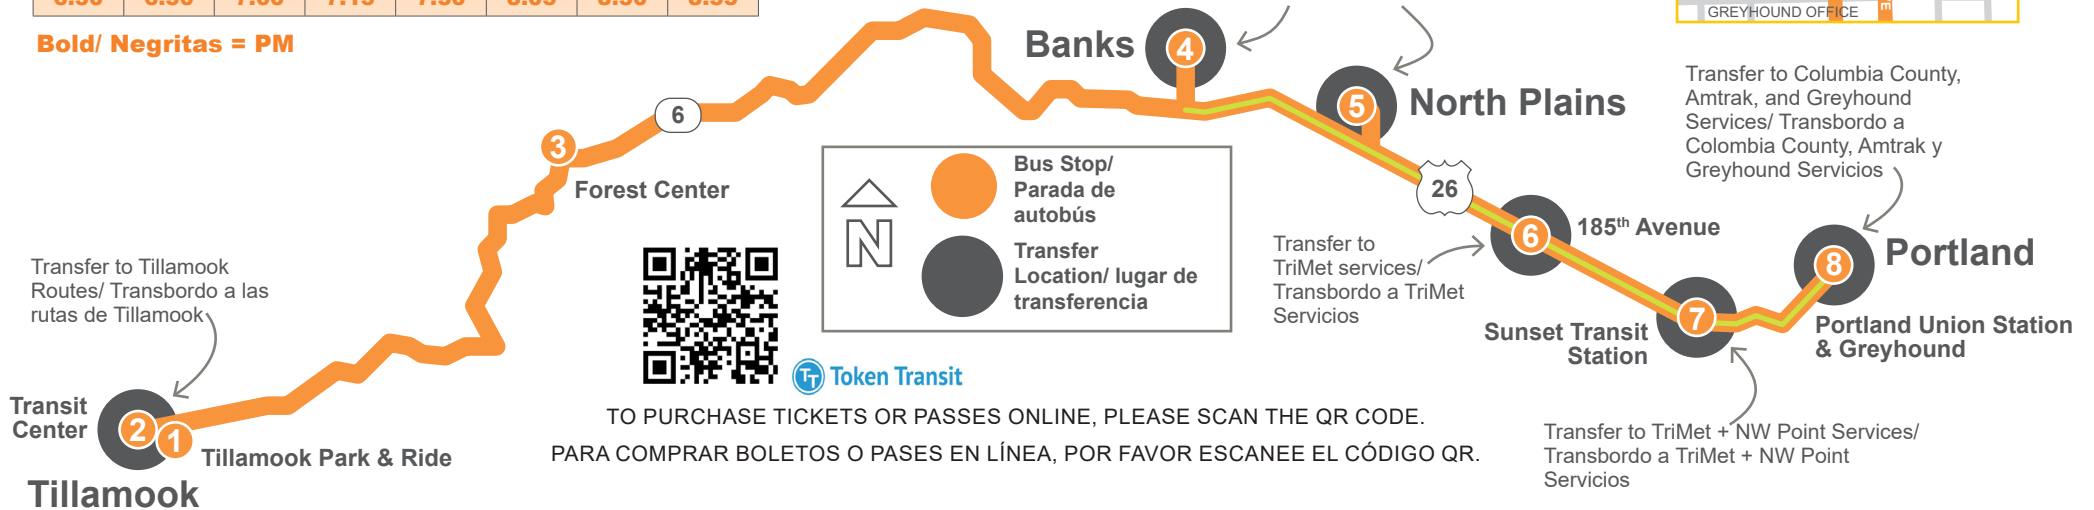 Bold/ Negritas = PM
GREYHOUND OFFICE
Banks
4
5
North Plains
Transfer to Columbia County,
Amtrak, and Greyhound
Services/ Transbordo a
Colombia County, Amtrak y
Greyhound Servicios
6
3
Forest Center
Bus Stop/
Parada de
autobús
N
Transfer
Location/ lugar de
transferencia
26
6
185th Avenue
Transfer to
TriMet services/
Transbordo a TriMet
Servicios
8
Portland
Portland Union Station
& Greyhound
7
Sunset Transit
Station
Transfer to TriMet + NW Point Services/
Transbordo a TriMet + NW Point
Servicios
Transfer to Tillamook
Routes/ Transbordo a las
rutas de Tillamook
Transit
Center
2
1
Tillamook Park & Ride
Tillamook
TT Token Transit
TO PURCHASE TICKETS OR PASSES ONLINE, PLEASE SCAN THE QR CODE.
PARA COMPRAR BOLETOS O PASES EN LÍNEA, POR FAVOR ESCANEE EL CÓDIGO QR.